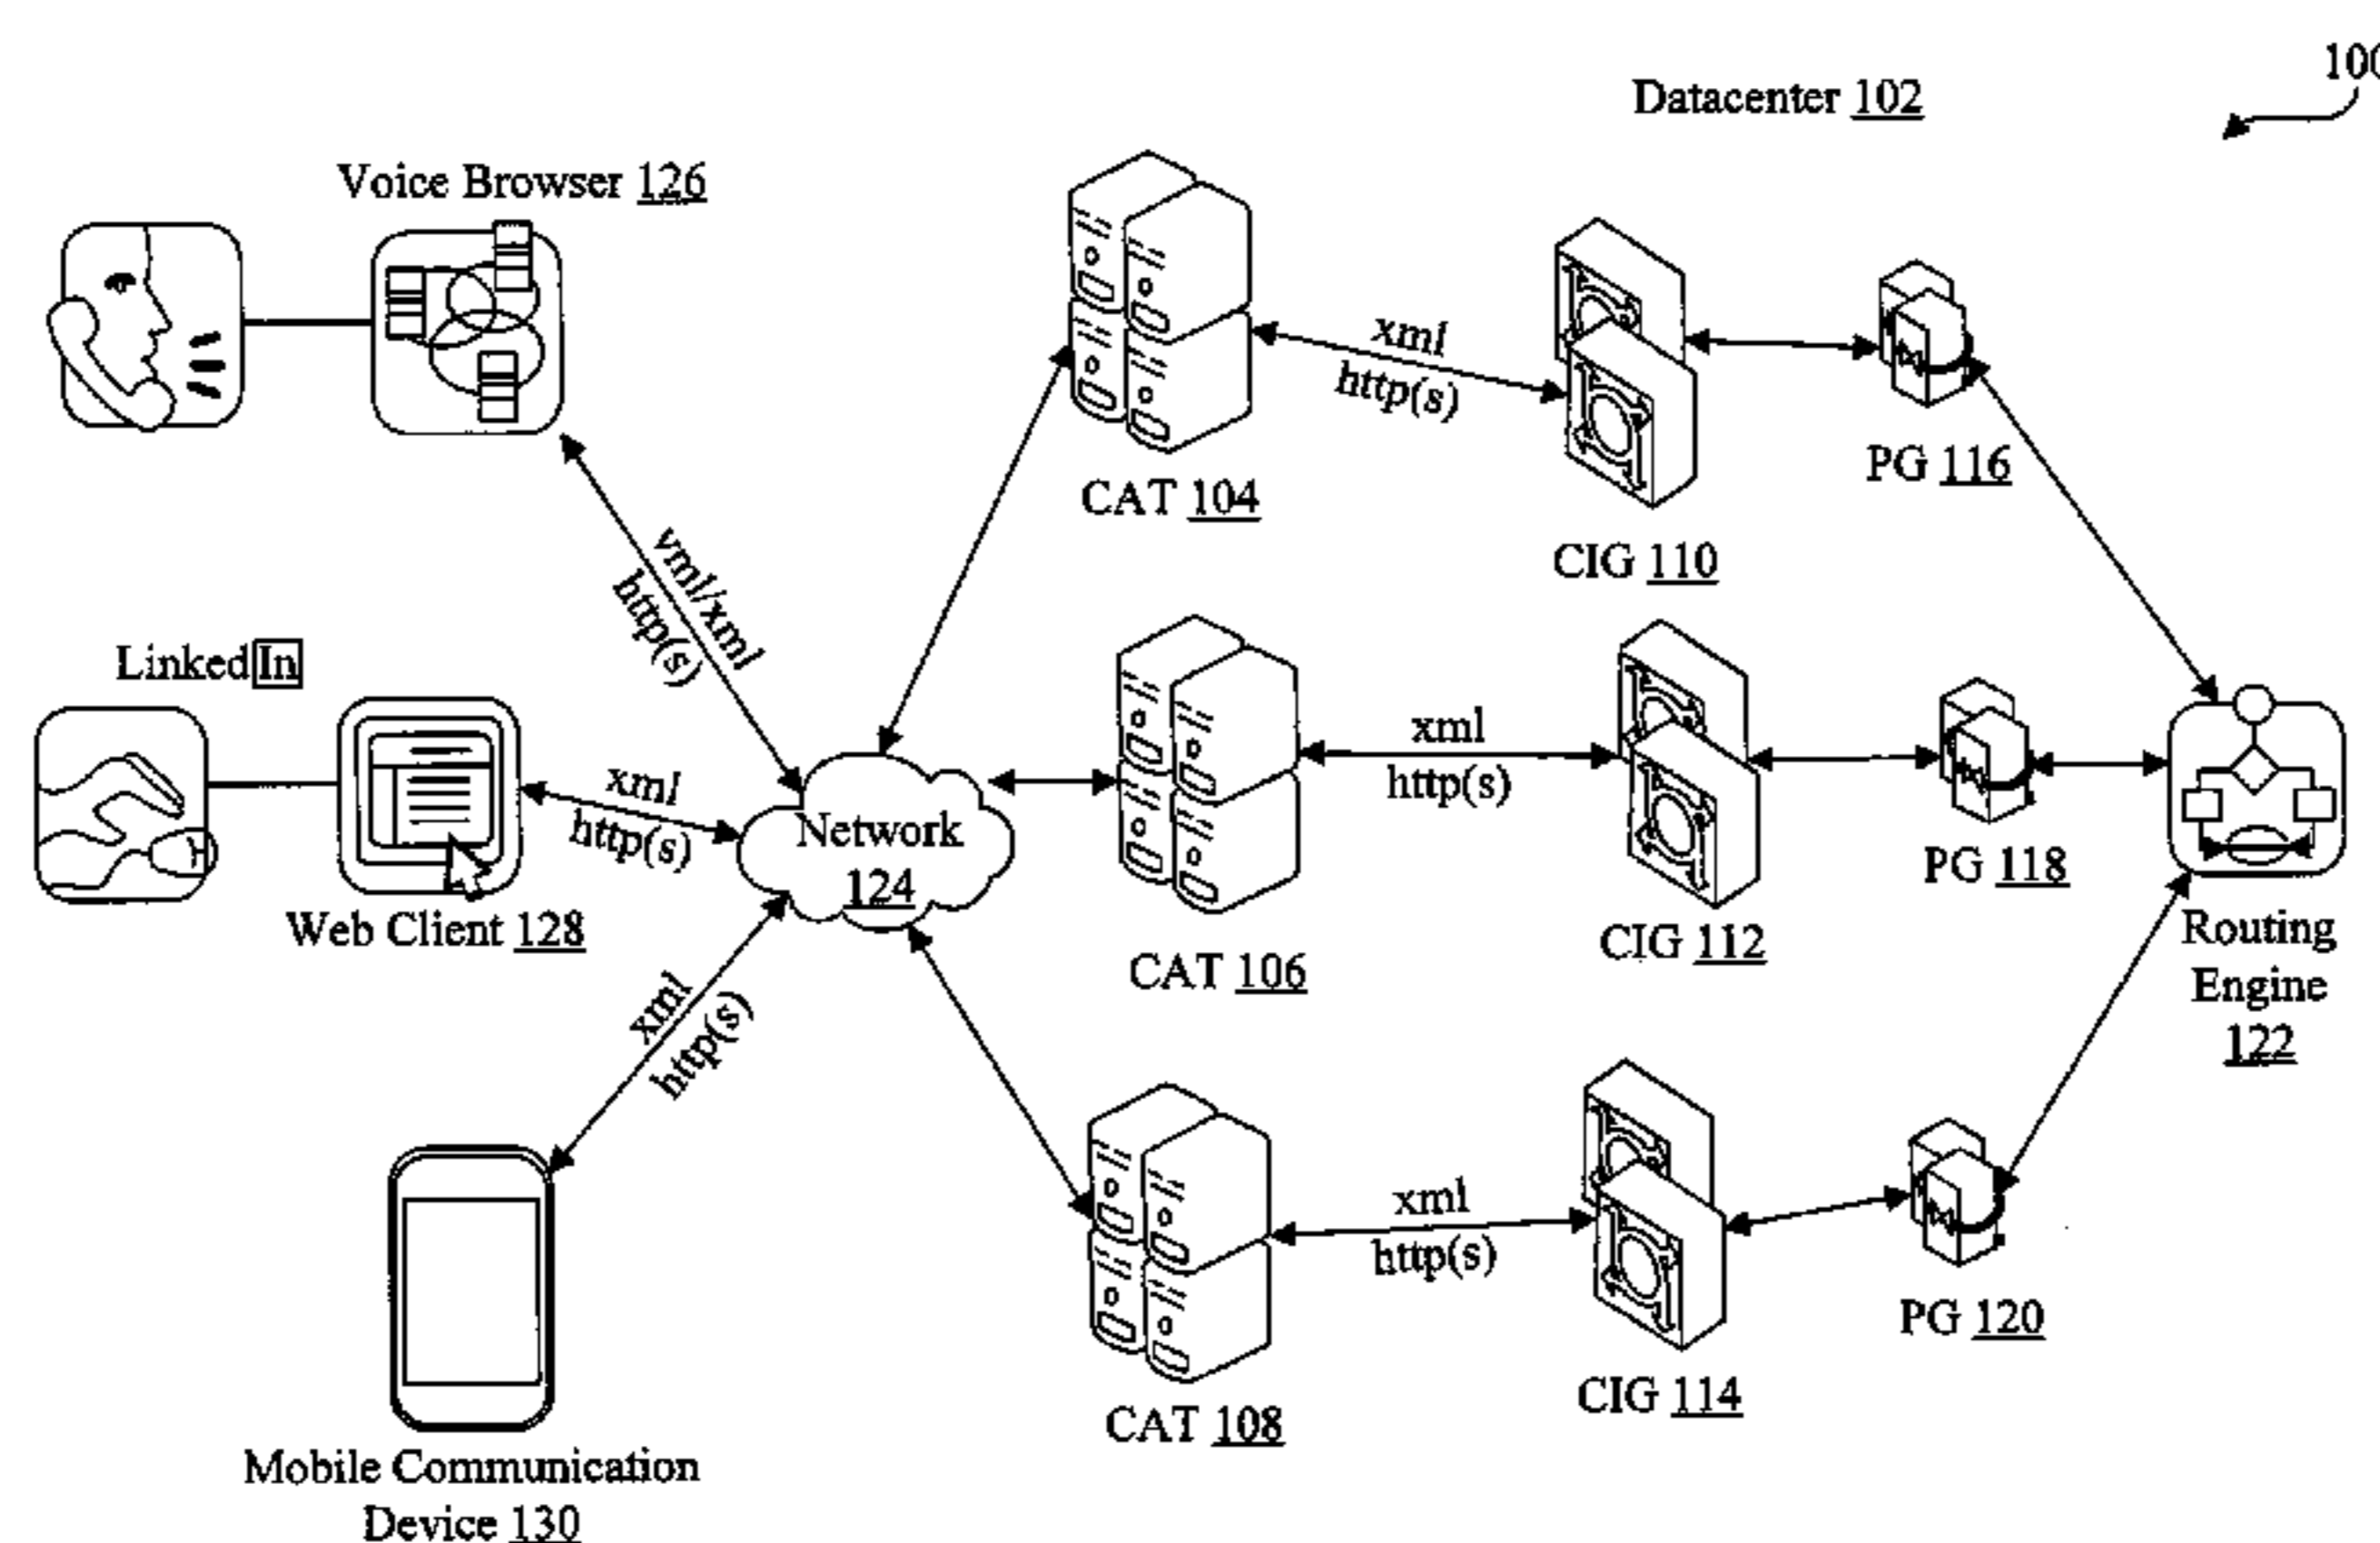 100
Datacenter 102
Voice Browser 126
xml
http(s)
PG 116
CAT 104
CIG 110
vml/xml
http(s)
Linked In
xml
http(s)
xml
http(s)
Network
124
PG 118
Web Client 128
CIG 112
CAT 106
Routing
Engine
122
xml
http(s)
xml
http(s)
PG 120
CIG 114
CAT 108
Mobile Communication
Device 130